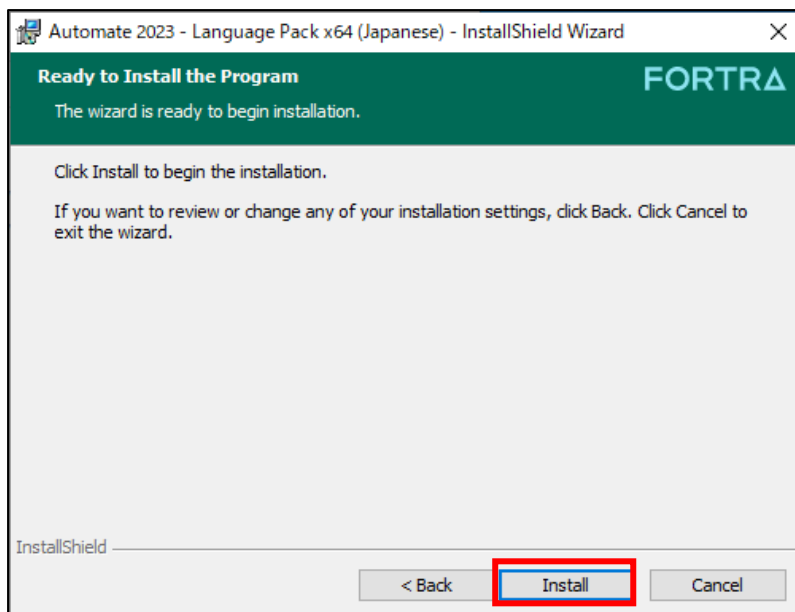 Automate 2023 - Language Pack x64 (Japanese) - InstallShield Wizard
Ready to Install the Program
FORTRA
The wizard is ready to begin installation.
Click Install to begin the installation.
If you want to review or change any of your installation settings, click Back. Click Cancel to
exit the wizard.
InstallShield
< Back Install Cancel